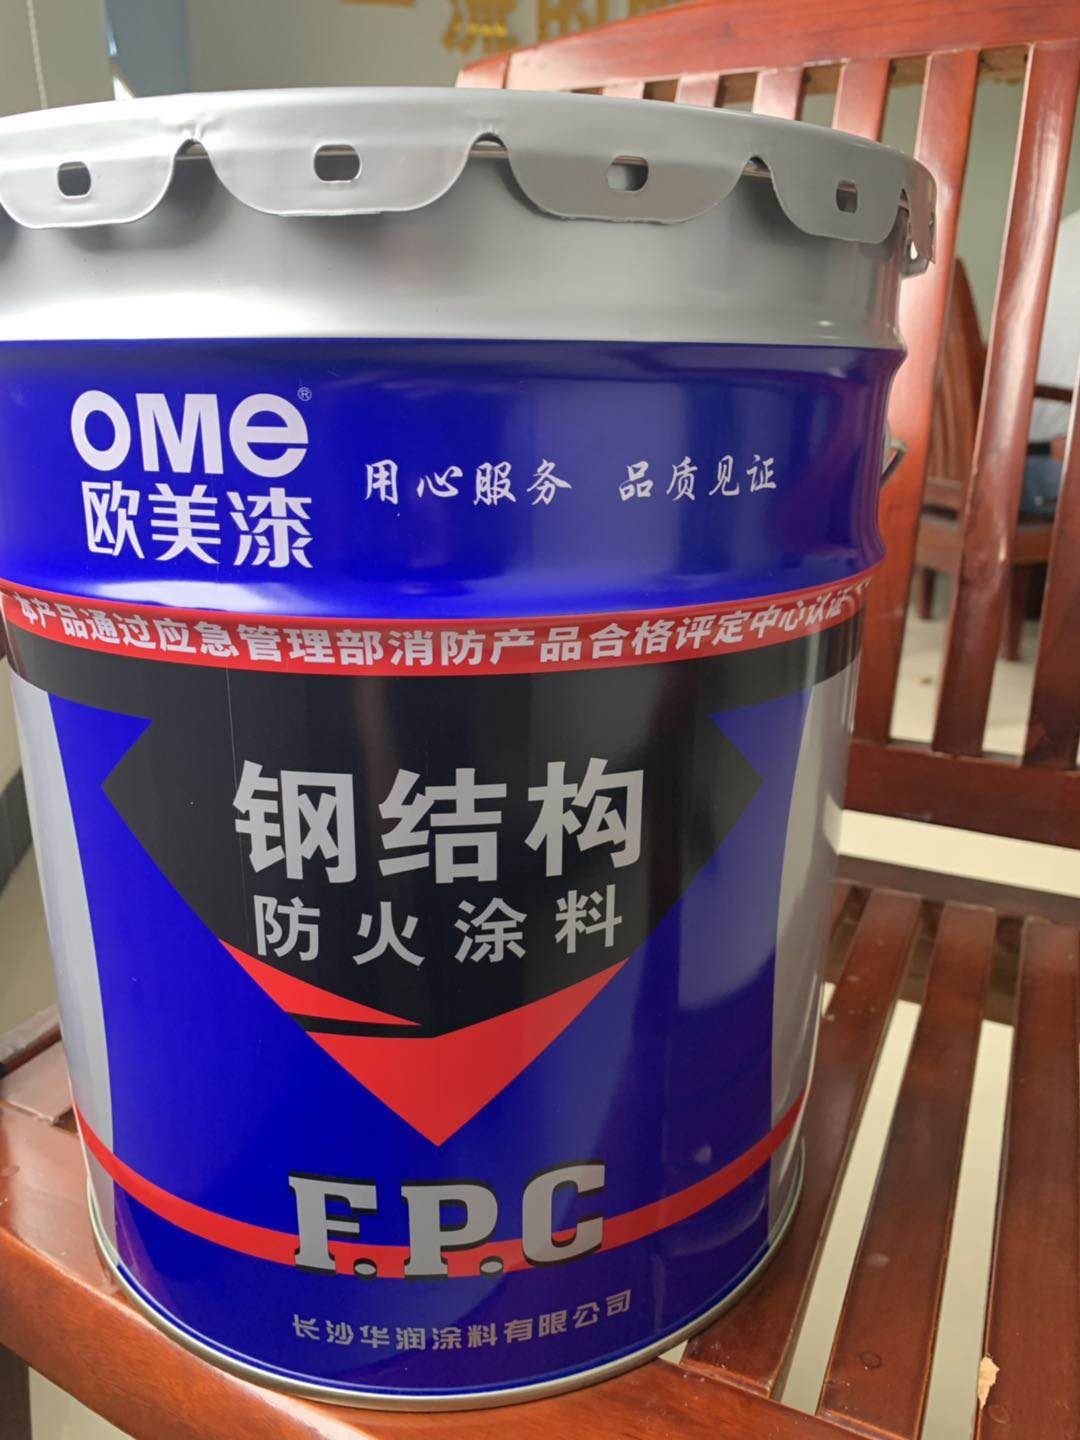 流的
OMe®
欧美漆
用心服务 品质见证
本产品通过应急管理部消防产品合格评定中心认证
钢结构
防火涂料
F.P.C
长沙华润涂料有限公司